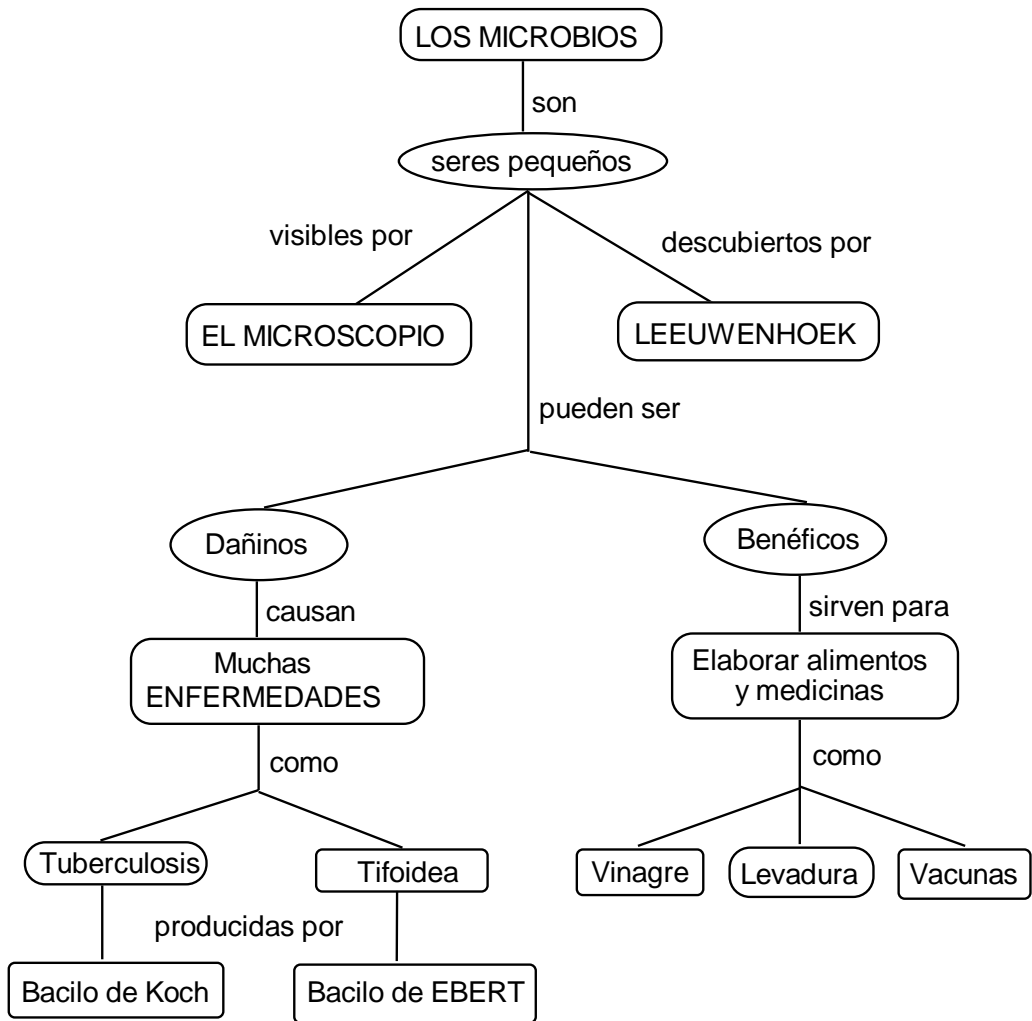 LOS MICROBIOS
son
seres pequeños
visibles por
descubiertos por
EL MICROSCOPIO
LEEUWENHOEK
pueden ser
Dañinos
Benéficos
causan
sirven para
Muchas
ENFERMEDADES
Elaborar alimentos
y medicinas
como
como
Tuberculosis
Tifoidea
Vinagre
Levadura
Vacunas
producidas por
Bacilo de Koch
Bacilo de EBERT